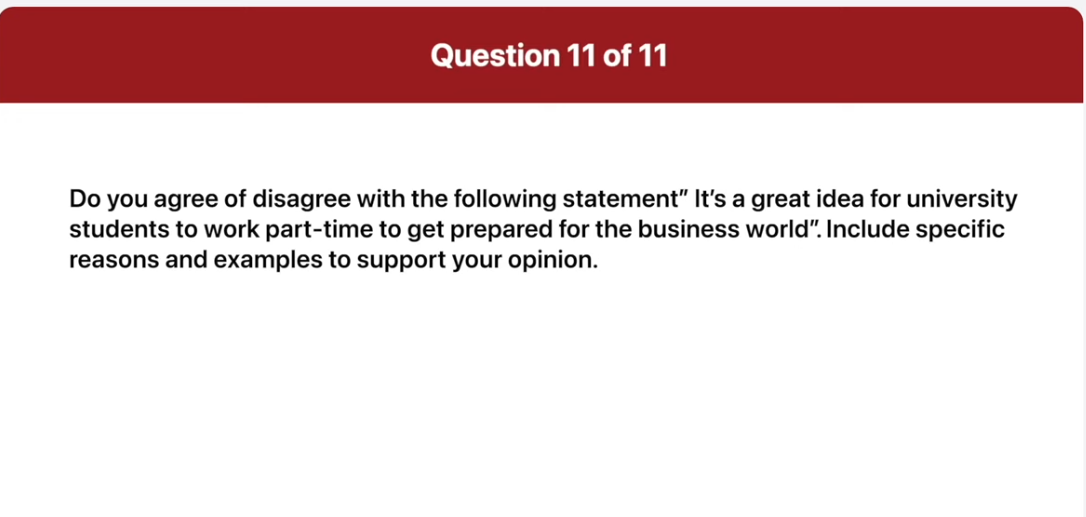 Question 11 of 11
Do you agree of disagree with the following statement” It’s a great idea for university
students to work part-time to get prepared for the business world”. Include specific
reasons and examples to support your opinion.